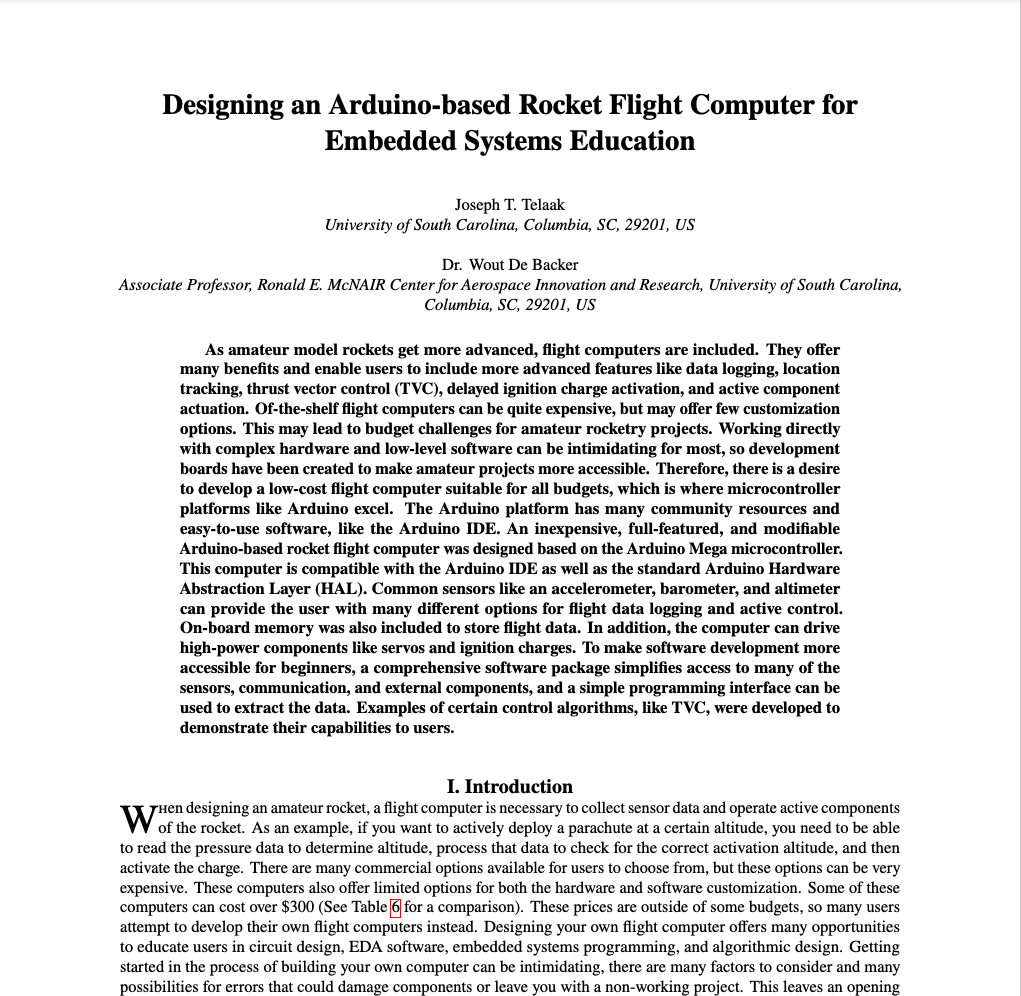 Designing an Arduino-based Rocket Flight Computer for
Embedded Systems Education
Joseph T. Telaak
University of South Carolina, Columbia, SC, 29201, US
Dr. Wout De Backer
Associate Professor, Ronald E. McNAIR Center for Aerospace Innovation and Research, University of South Carolina,
Columbia, SC, 29201, US
As amateur model rockets get more advanced, flight computers are included. They offer
many benefits and enable users to include more advanced features like data logging, location
tracking, thrust vector control (TVC), delayed ignition charge activation, and active component
actuation. Of-the-shelf flight computers can be quite expensive, but may offer few customization
options. This may lead to budget challenges for amateur rocketry projects. Working directly
with complex hardware and low-level software can be intimidating for most, so development
boards have been created to make amateur projects more accessible. Therefore, there is a desire
to develop a low-cost flight computer suitable for all budgets, which is where microcontroller
platforms like Arduino excel. The Arduino platform has many community resources and
easy-to-use software, like the Arduino IDE. An inexpensive, full-featured, and modifiable
Arduino-based rocket flight computer was designed based on the Arduino Mega microcontroller.
This computer is compatible with the Arduino IDE as well as the standard Arduino Hardware
Abstraction Layer (HAL). Common sensors like an accelerometer, barometer, and altimeter
can provide the user with many different options for flight data logging and active control.
On-board memory was also included to store flight data. In addition, the computer can drive
high-power components like servos and ignition charges. To make software development more
accessible for beginners, a comprehensive software package simplifies access to many of the
sensors, communication, and external components, and a simple programming interface can be
used to extract the data. Examples of certain control algorithms, like TVC, were developed to
demonstrate their capabilities to users.
I. Introduction
When designing an amateur rocket, a flight computer is necessary to collect sensor data and operate active components
of the rocket. As an example, if you want to actively deploy a parachute at a certain altitude, you need to be able
to read the pressure data to determine altitude, process that data to check for the correct activation altitude, and then
activate the charge. There are many commercial options available for users to choose from, but these options can be very
expensive. These computers also offer limited options for both the hardware and software customization. Some of these
computers can cost over $300 (See Table 6 for a comparison). These prices are outside of some budgets, so many users
attempt to develop their own flight computers instead. Designing your own flight computer offers many opportunities
to educate users in circuit design, EDA software, embedded systems programming, and algorithmic design. Getting
started in the process of building your own computer can be intimidating, there are many factors to consider and many
possibilities for errors that could damage components or leave you with a non-working project. This leaves an opening